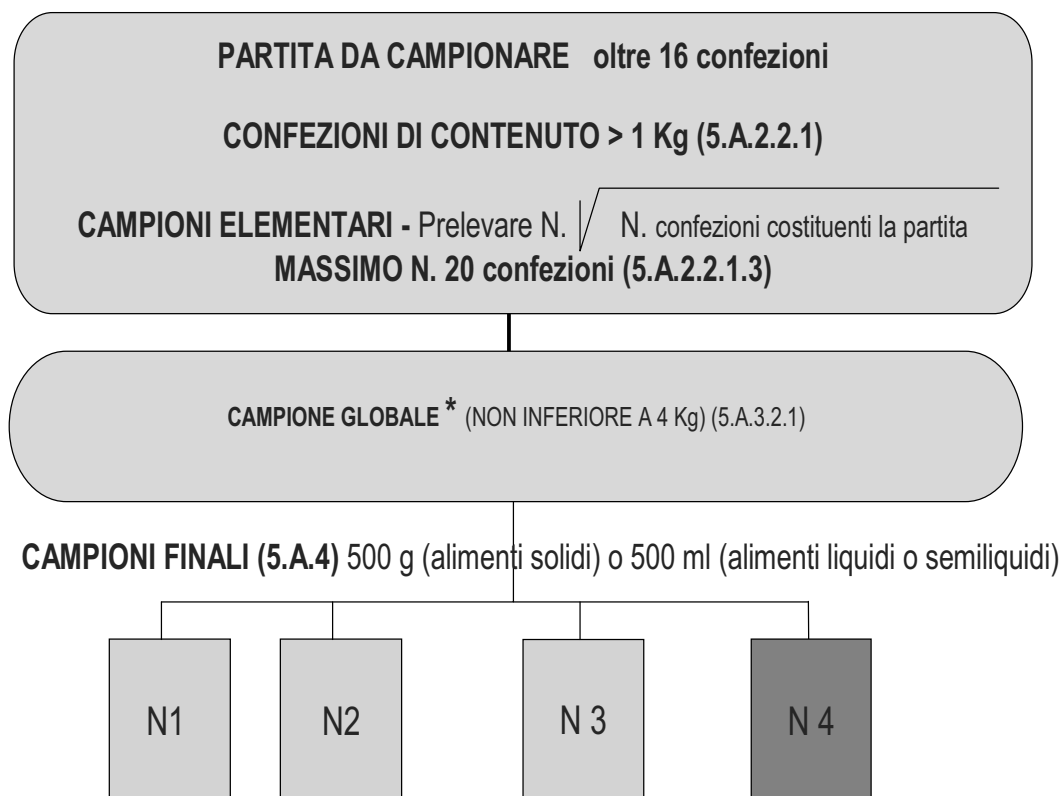 PARTITA DA CAMPIONARE oltre 16 confezioni
CONFEZIONI DI CONTENUTO > 1 Kg (5.A.2.2.1)
CAMPIONI ELEMENTARI - Prelevare N. √ N. confezioni costituenti la partita
MASSIMO N. 20 confezioni (5.A.2.2.1.3)
CAMPIONE GLOBALE * (NON INFERIORE A 4 Kg) (5.A.3.2.1)
CAMPIONI FINALI (5.A.4) 500 g (alimenti solidi) o 500 ml (alimenti liquidi o semiliquidi)
N1 N2 N 3 N 4